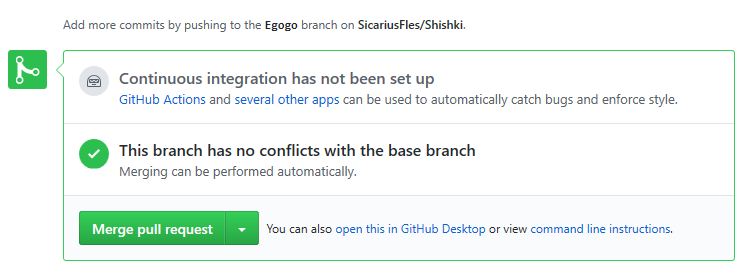 Add more commits by pushing to the Egogo branch on SicariusFles/Shishki.
Continuous integration has not been set up
GitHub Actions and several other apps can be used to automatically catch bugs and enforce style.
This branch has no conflicts with the base branch
Merging can be performed automatically.
Merge pull request
You can also open this in GitHub Desktop or view command line instructions.